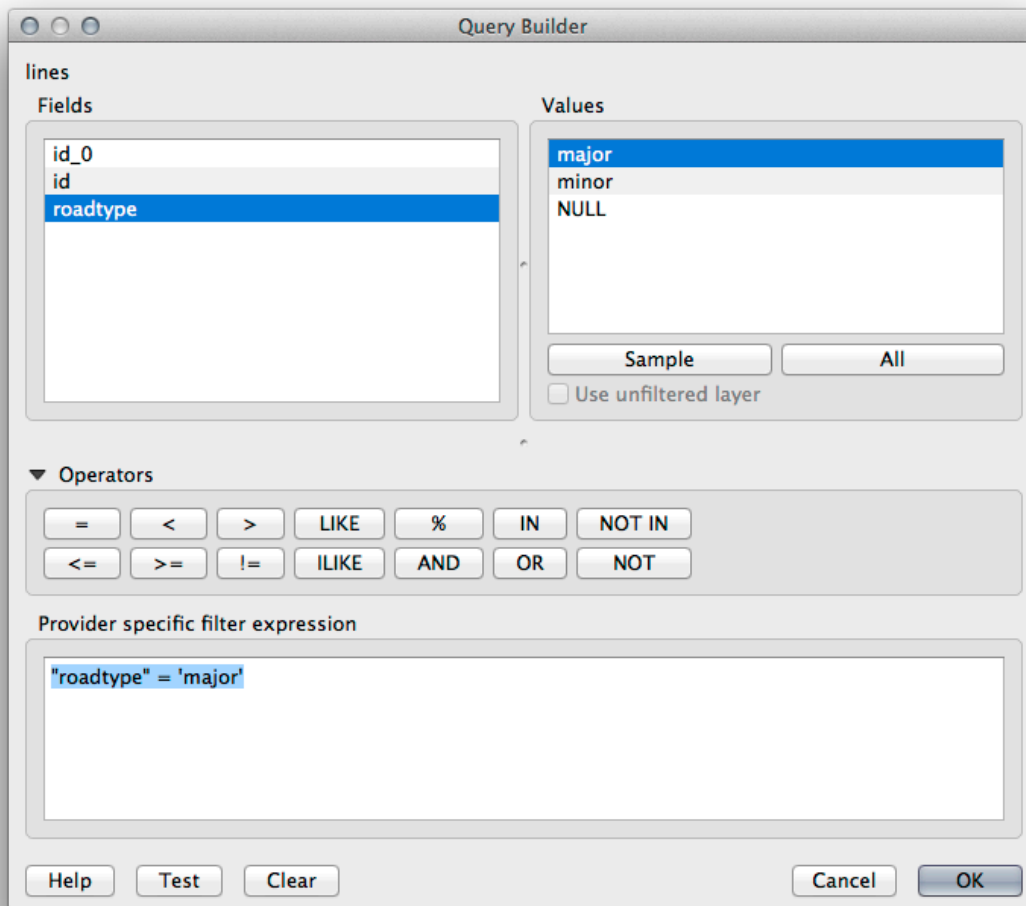 Query Builder
lines
Fields
Values
id_0
id
roadtype
major
minor
NULL
Sample
All
Use unfiltered layer
Operators
= < > LIKE % IN NOT IN
<= >= != ILIKE AND OR NOT
Provider specific filter expression
"roadtype" = 'major'
Help Test Clear Cancel OK